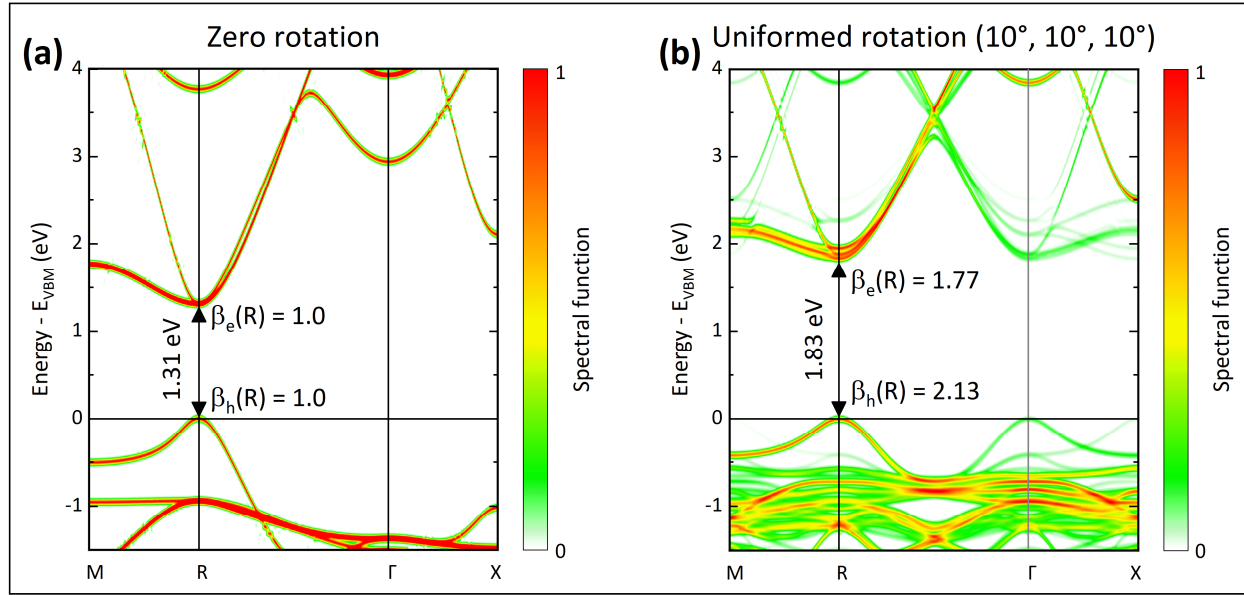 (a) Zero rotation
4
3
2
1
0
-1
Energy - E_VBM (eV)
1.31 eV
β_e(R) = 1.0
β_h(R) = 1.0
M R Γ X
1
0
Spectral function
(b) Uniformed rotation (10°, 10°, 10°)
4
3
2
1
0
-1
Energy - E_VBM (eV)
1.83 eV
β_e(R) = 1.77
β_h(R) = 2.13
M R Γ X
1
0
Spectral function